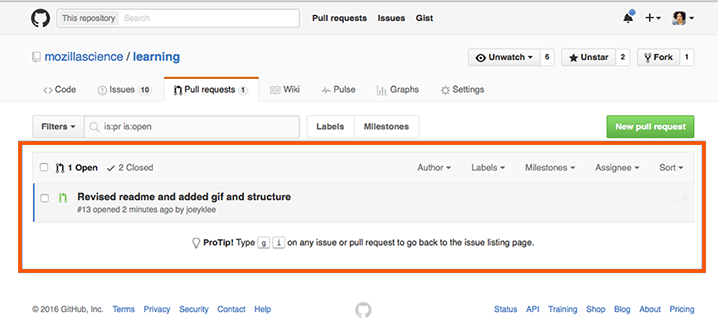 This repository Search Pull requests Issues Gist
mozillascience / learning Unwatch 6 Unstar 2 Fork 1
Code Issues 10 Pull requests 1 Wiki Pulse Graphs Settings
Filters is:pr is:open Labels Milestones New pull request
1 Open 2 Closed Author Labels Milestones Assignee Sort
Revised readme and added gif and structure
#13 opened 2 minutes ago by joeyklee
ProTip! Type g i on any issue or pull request to go back to the issue listing page.
© 2016 GitHub, Inc. Terms Privacy Security Contact Help Status API Training Shop Blog About Pricing